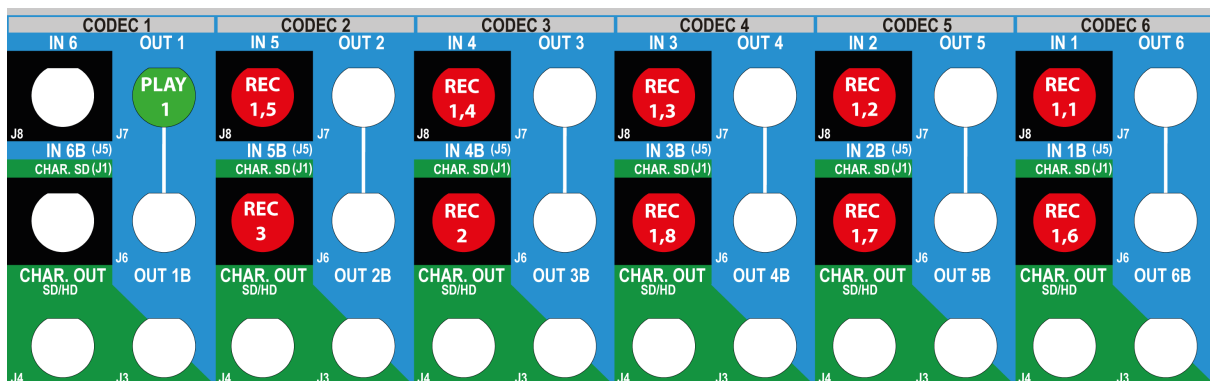 CODEC 1 CODEC 2 CODEC 3 CODEC 4 CODEC 5 CODEC 6
IN 6 OUT 1 IN 5 OUT 2 IN 4 OUT 3 IN 3 OUT 4 IN 2 OUT 5 IN 1 OUT 6
PLAY REC REC REC REC REC
1 1,5 1,4 1,3 1,2 1,1
J8 J7 J8 J7 J8 J7 J8 J7 J8 J7 J8 J7
IN 6B (J5) IN 5B (J5) IN 4B (J5) IN 3B (J5) IN 2B (J5) IN 1B (J5)
CHAR. SD (J1) CHAR. SD (J1) CHAR. SD (J1) CHAR. SD (J1) CHAR. SD (J1) CHAR. SD (J1)
REC REC REC REC REC
3 2 1,8 1,7 1,6
J6 J6 J6 J6 J6 J6
CHAR. OUT OUT 1B CHAR. OUT OUT 2B CHAR. OUT OUT 3B CHAR. OUT OUT 4B CHAR. OUT OUT 5B CHAR. OUT OUT 6B
SD/HD SD/HD SD/HD SD/HD SD/HD SD/HD
J4 J3 J4 J3 J4 J3 J4 J3 J4 J3 J4 J3